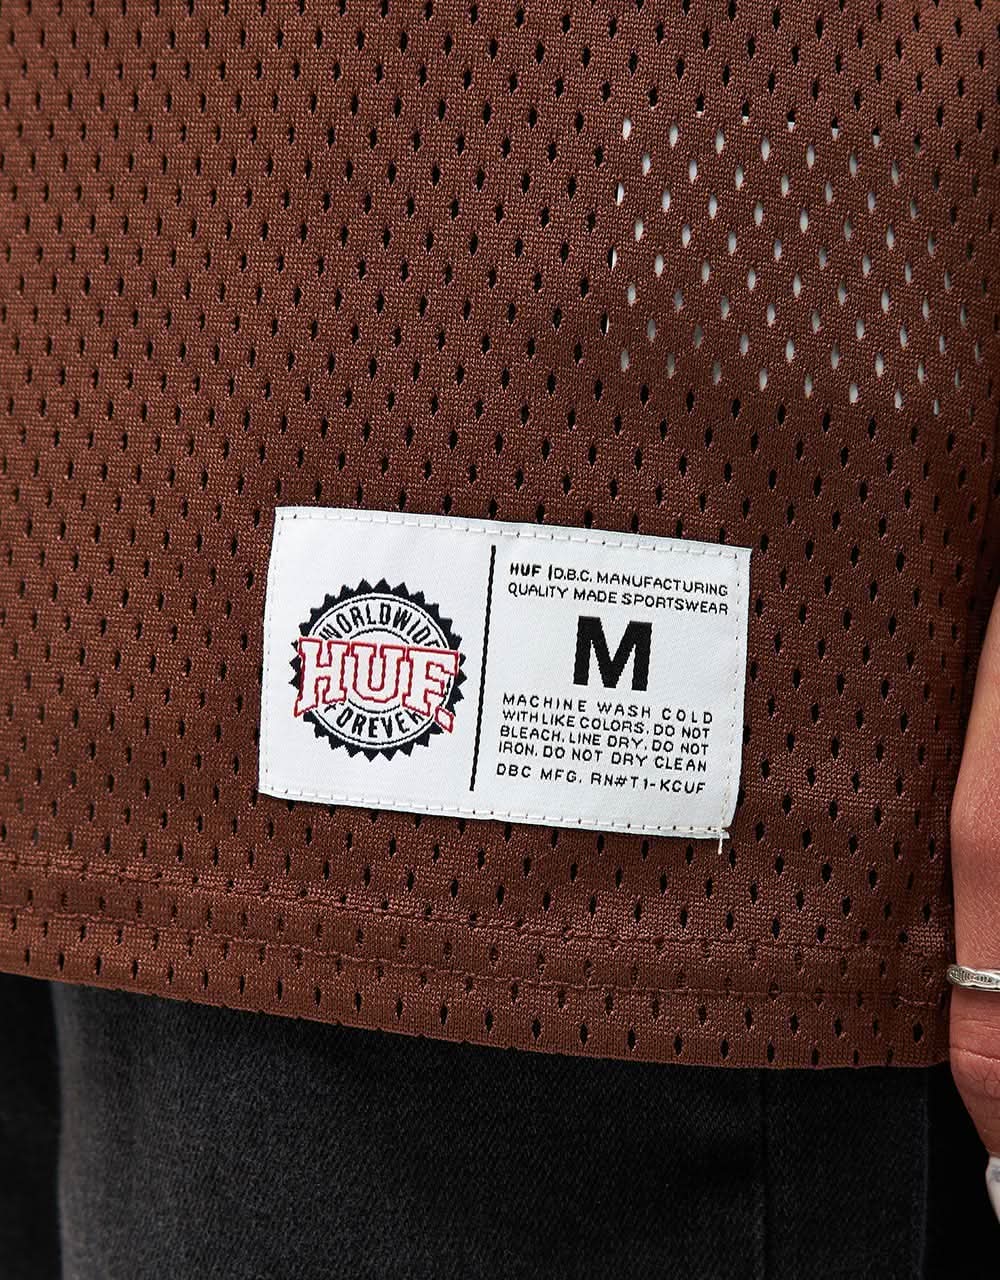 WORLDWIDE
HUF.
FOREVER
HUF | D.B.C. MANUFACTURING
QUALITY MADE SPORTSWEAR
M
MACHINE WASH COLD
WITH LIKE COLORS. DO NOT
BLEACH. LINE DRY. DO NOT
IRON. DO NOT DRY CLEAN
DBC MFG. RN#T1-KCUF